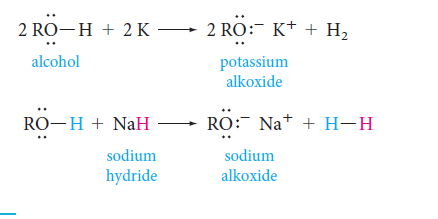 2 RÖ—H + 2 K ⟶ 2 RÖ:⁻ K⁺ + H₂
alcohol potassium
alkoxide
RÖ—H + NaH ⟶ RÖ:⁻ Na⁺ + H—H
sodium sodium
hydride alkoxide